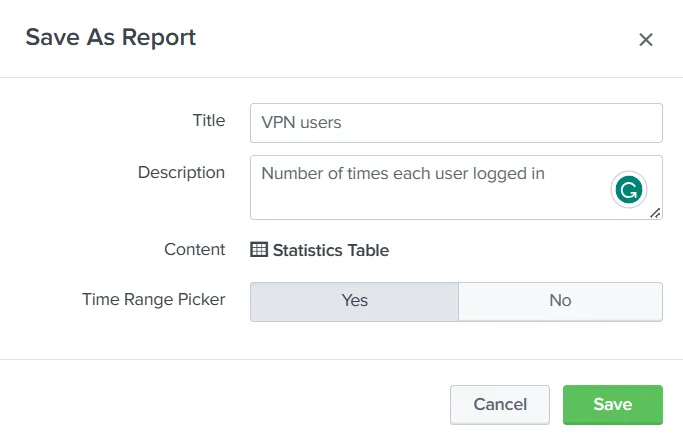 Save As Report
Title
VPN users
Description
Number of times each user logged in
Content
Statistics Table
Time Range Picker
Yes
No
Cancel
Save